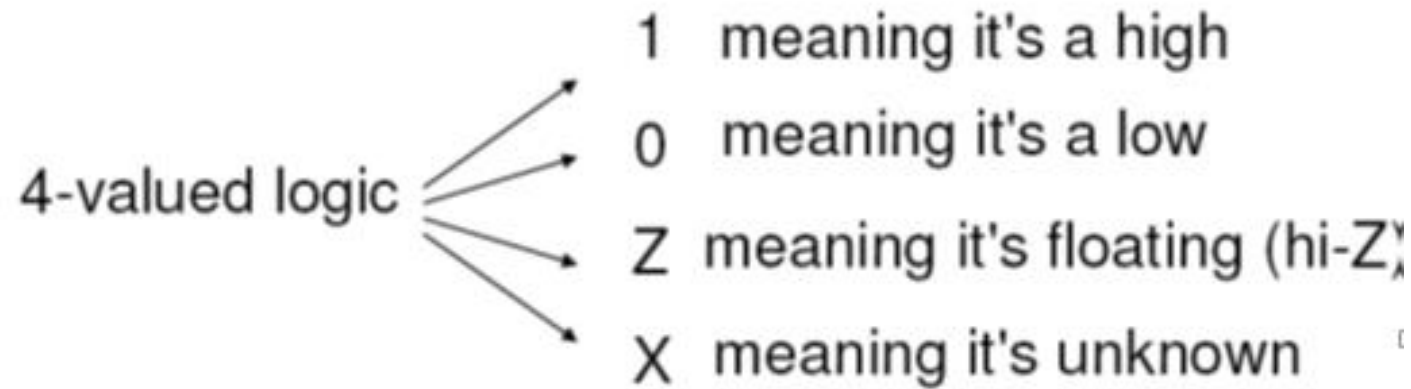 1 meaning it's a high
0 meaning it's a low
4-valued logic
Z meaning it's floating (hi-Z)
X meaning it's unknown